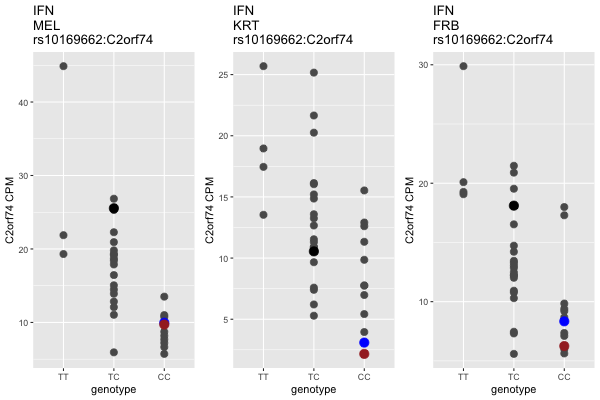 IFN
MEL
rs10169662:C2orf74
C2orf74 CPM
40
30
20
10
TT TC CC
genotype
IFN
KRT
rs10169662:C2orf74
C2orf74 CPM
25
20
15
10
5
TT TC CC
genotype
IFN
FRB
rs10169662:C2orf74
C2orf74 CPM
30
20
10
TT TC CC
genotype